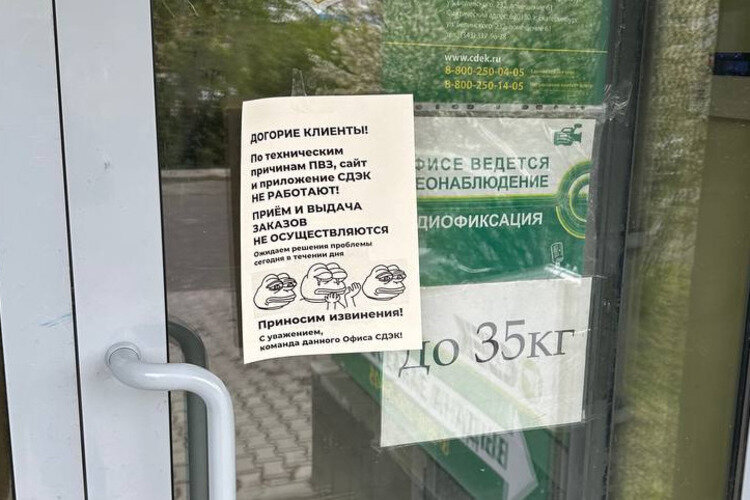 www.cdek.ru
8-800-250-04-05
8-800-250-14-05
ДОГОРИЕ КЛИЕНТЫ!
По техническим
причинам ПВЗ, сайт
и приложение СДЭК
НЕ РАБОТАЮТ!
ПРИЁМ И ВЫДАЧА
ЗАКАЗОВ
НЕ ОСУЩЕСТВЛЯЮТСЯ
Ожидаем решения проблемы
сегодня в течении дня
Приносим извинения!
С уважением,
команда данного Офиса СДЭК!
ФИСЕ ВЕДЕТСЯ
ЕОНАБЛЮДЕНИЕ
ДИОФИКСАЦИЯ
до 35кг